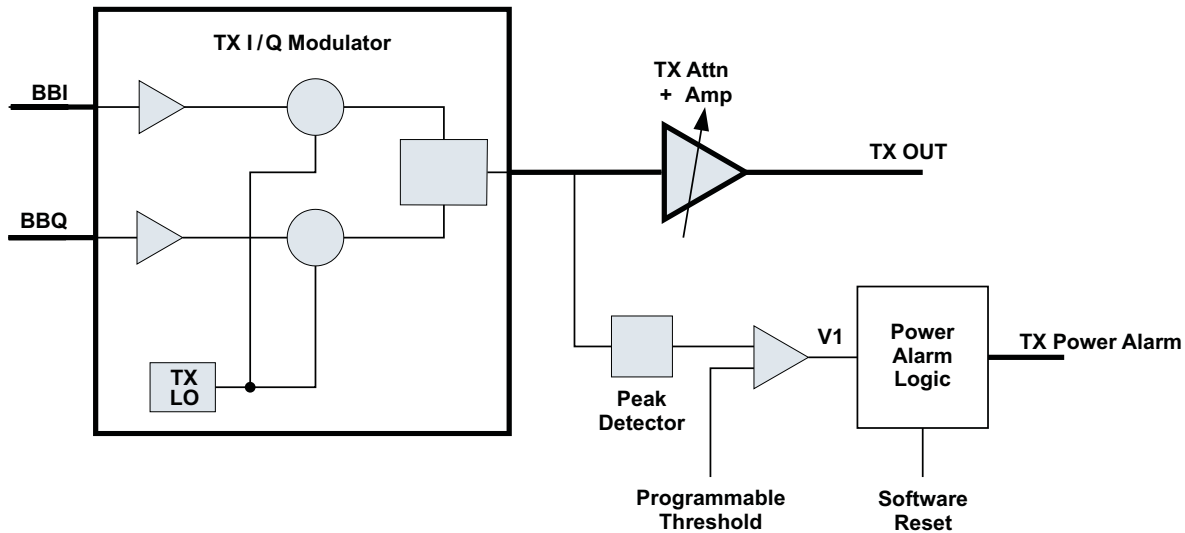 TX I/Q Modulator
BBI
TX Attn
+ Amp
TX OUT
BBQ
TX
LO
Peak
Detector
V1
Power
Alarm
Logic
TX Power Alarm
Programmable
Threshold
Software
Reset